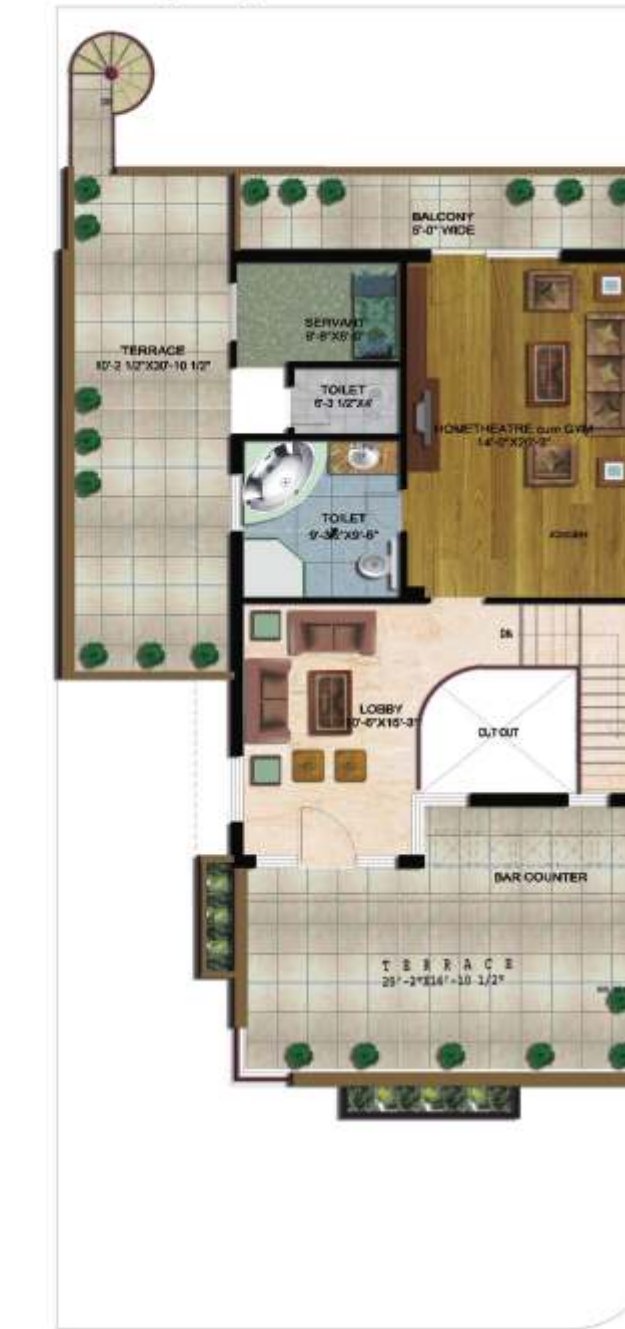 BALCONY
5'-0" WIDE
SERVANT
TERRACE
10'-2 1/2"X30'-10 1/2"
TOILET
6'-3 1/2"X4'
HOMETHEATRE cum GYM
TOILET
LOBBY
DN
CUT OUT
BAR COUNTER
TERRACE
25'-2"X16'-10 1/2"